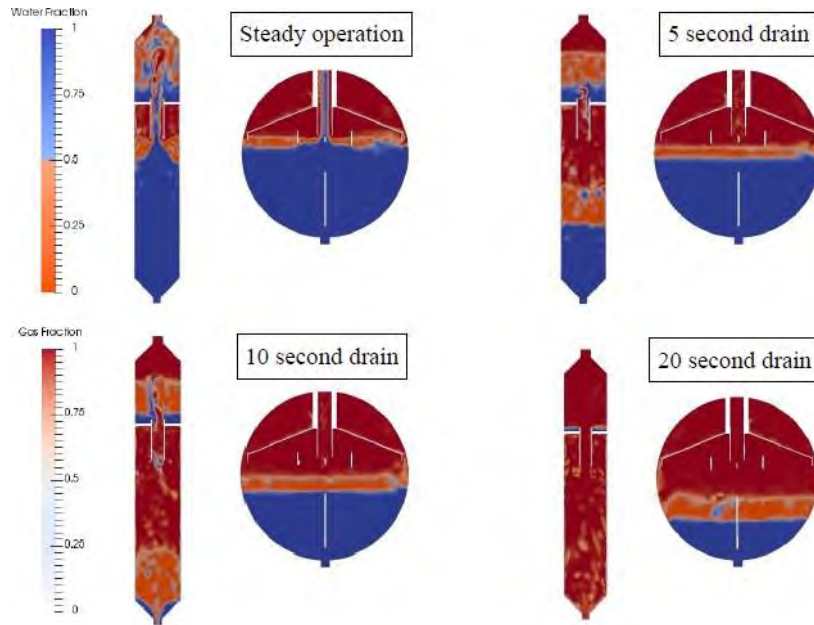 Water Fraction
1
0.75
0.5
0.25
0
Steady operation
5 second drain
Gas Fraction
1
0.75
0.5
0.25
0
10 second drain
20 second drain